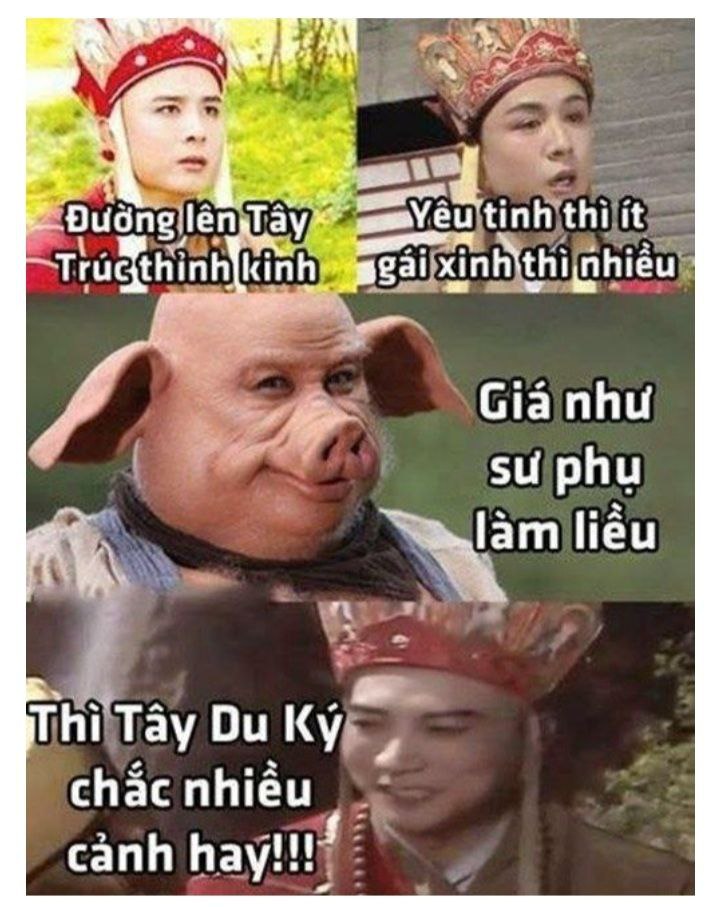 Đường lên Tây
Trúc thỉnh kinh
Yêu tinh thì ít
gái xinh thì nhiều
Giá như
sư phụ
làm liều
Thì Tây Du Ký
chắc nhiều
cảnh hay!!!